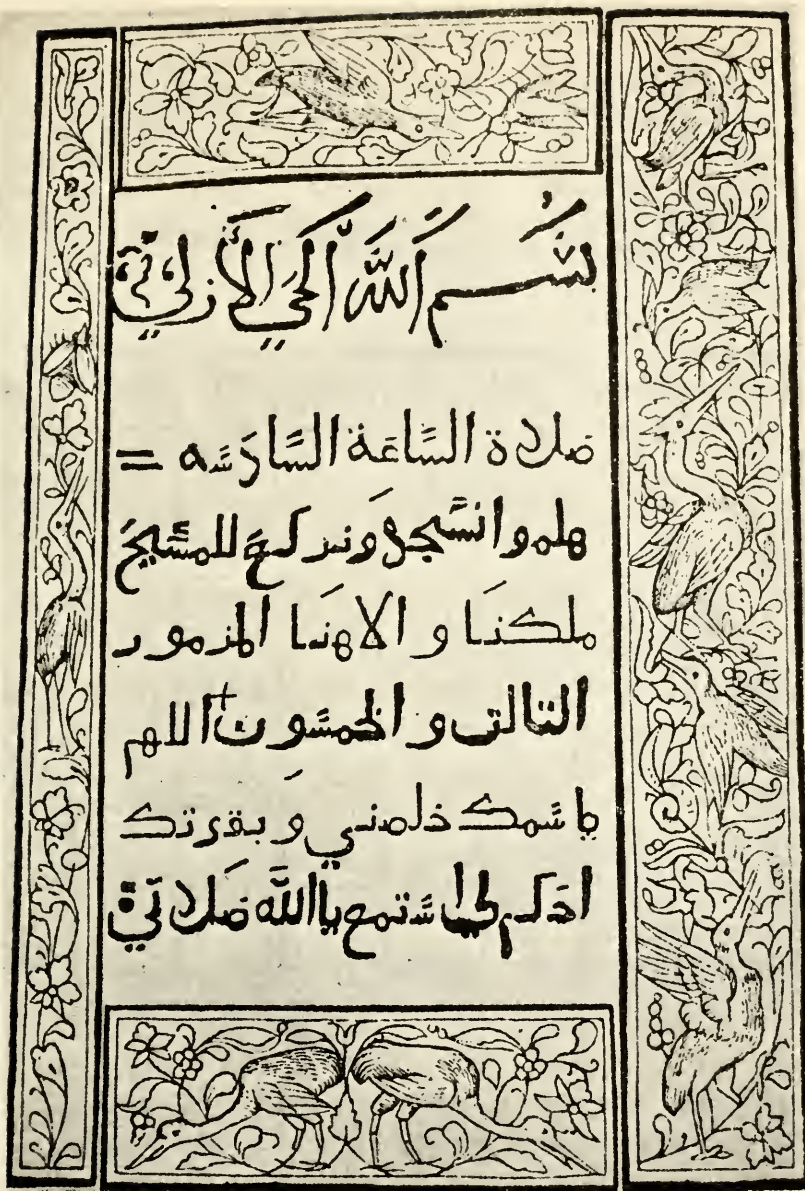 بسم الله الحي الأزلي
صلاة الساعة السادسه =
هلموا نسجد ونركع للمسيح
ملكنا والاهنا المزمور
التالت والخمسون + اللهم
باسمك خلصني وبقوتك
احكم لي استمع يا الله صلاتي